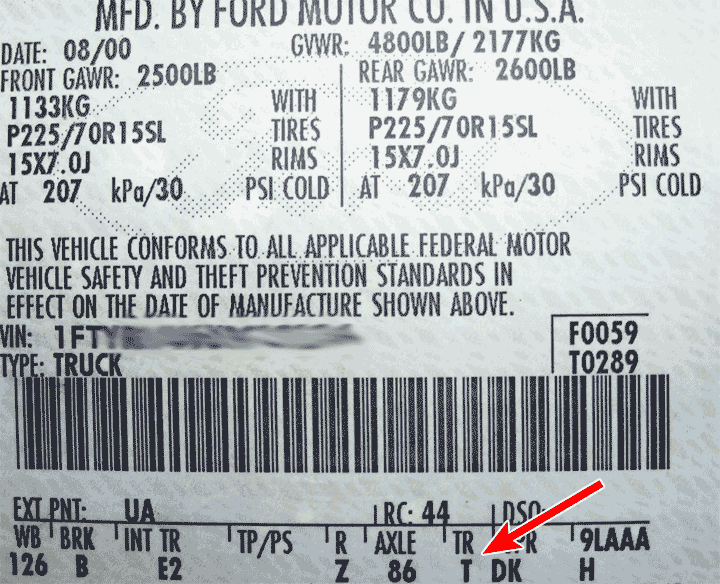 MFD. BY FORD MOTOR CO. IN U.S.A.
DATE: 08/00 GVWR: 4800LB/ 2177KG
FRONT GAWR: 2500LB REAR GAWR: 2600LB
1133KG WITH 1179KG WITH
P225/70R15SL TIRES P225/70R15SL TIRES
15X7.0J RIMS 15X7.0J RIMS
AT 207 kPa/30 PSI COLD AT 207 kPa/30 PSI COLD
THIS VEHICLE CONFORMS TO ALL APPLICABLE FEDERAL MOTOR
VEHICLE SAFETY AND THEFT PREVENTION STANDARDS IN
EFFECT ON THE DATE OF MANUFACTURE SHOWN ABOVE.
VIN: 1FTY F0059
TYPE: TRUCK T0289
EXT PNT: UA RC: 44 DSO:
WB BRK INT TR TP/PS R AXLE TR 9LAAA
126 B E2 Z 86 T DK H